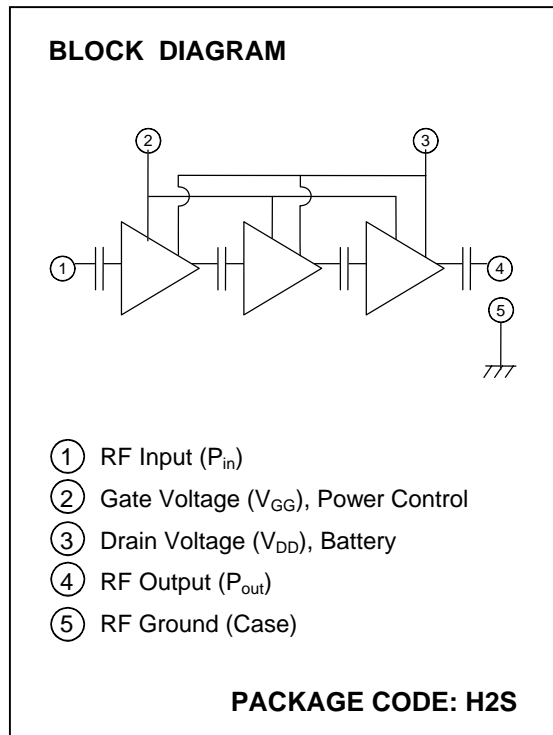 BLOCK DIAGRAM
② ③
① ④
⑤
① RF Input (Pin)
② Gate Voltage (VGG), Power Control
③ Drain Voltage (VDD), Battery
④ RF Output (Pout)
⑤ RF Ground (Case)
PACKAGE CODE: H2S